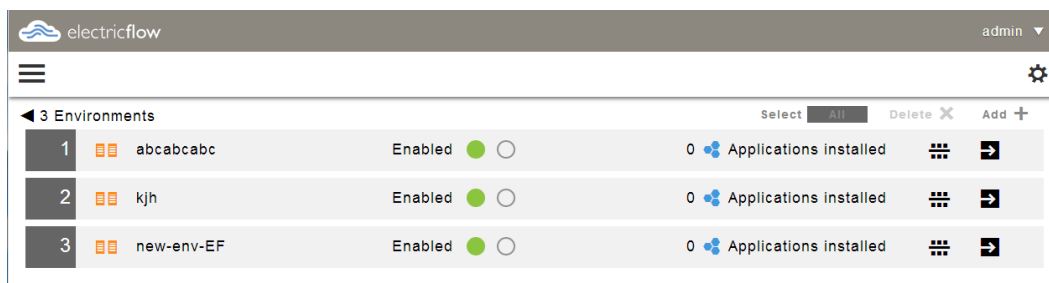 electricflow admin
3 Environments Select All Delete Add
1 abcabcabc Enabled 0 Applications installed
2 kjh Enabled 0 Applications installed
3 new-env-EF Enabled 0 Applications installed